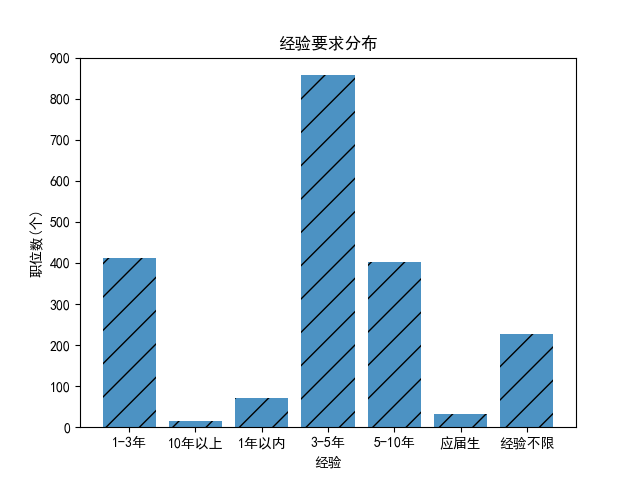 经验要求分布
900
800
700
600
500
400
300
200
100
0
职位数(个)
1-3年
10年以上
1年以内
3-5年
5-10年
应届生
经验不限
经验